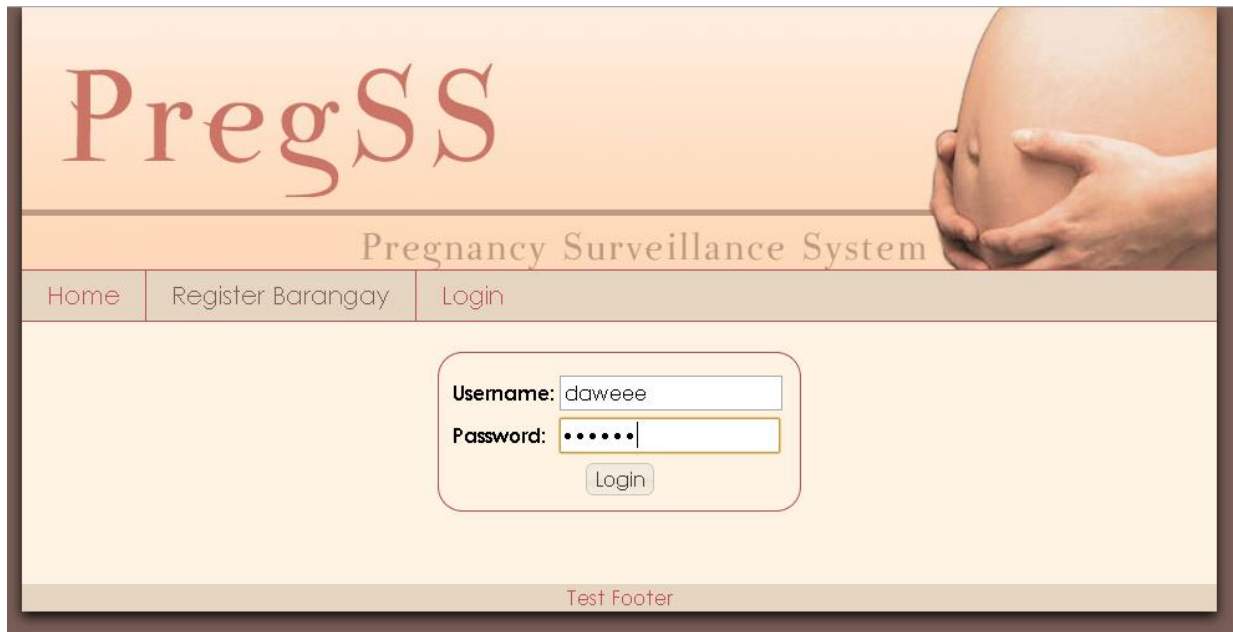 PregSS
Pregnancy Surveillance System
Home Register Barangay Login
Username: daweee
Password: ••••••
Login
Test Footer